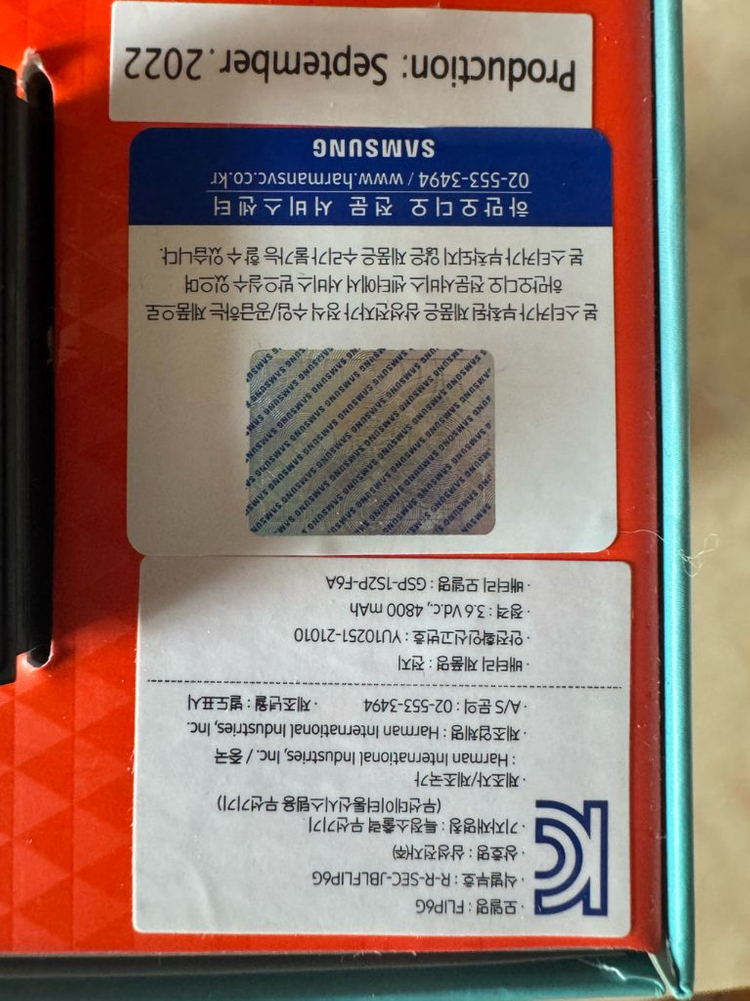 KC
· 모델명 : FLIP6G
· 식별부호 : R-R-SEC-JBLFLIP6G
· 상호명 : 삼성전자㈜
· 기자재명칭 : 특정소출력 무선기기
(무선데이터통신시스템용 무선기기)
· 제조자/제조국가
: Harman International Industries, Inc. / 중국
· 제조업체명 : Harman International Industries, Inc.
· A/S 문의 : 02-553-3494 · 제조년월 : 별도표시
· 배터리 제품명 : 전지
· 안전확인신고번호 : YU10251-21010
· 정격 : 3.6 Vd.c, 4800 mAh
· 배터리 모델명 : GSP-1S2P-F6A
SAMSUNG SAMSUNG SAMSUNG SAMSUNG
본 스티커가 부착된 제품은 삼성전자가 정식 수입/공급하는 제품으로
하만오디오 전문서비스 센터에서 서비스 받으실 수 있으며
본 스티커가 부착되지 않은 제품은 수리가 불가능 할 수 있습니다.
하만오디오 전문 서비스센터
02-553-3494 / www.harmansvc.co.kr
SAMSUNG
Production: September. 2022